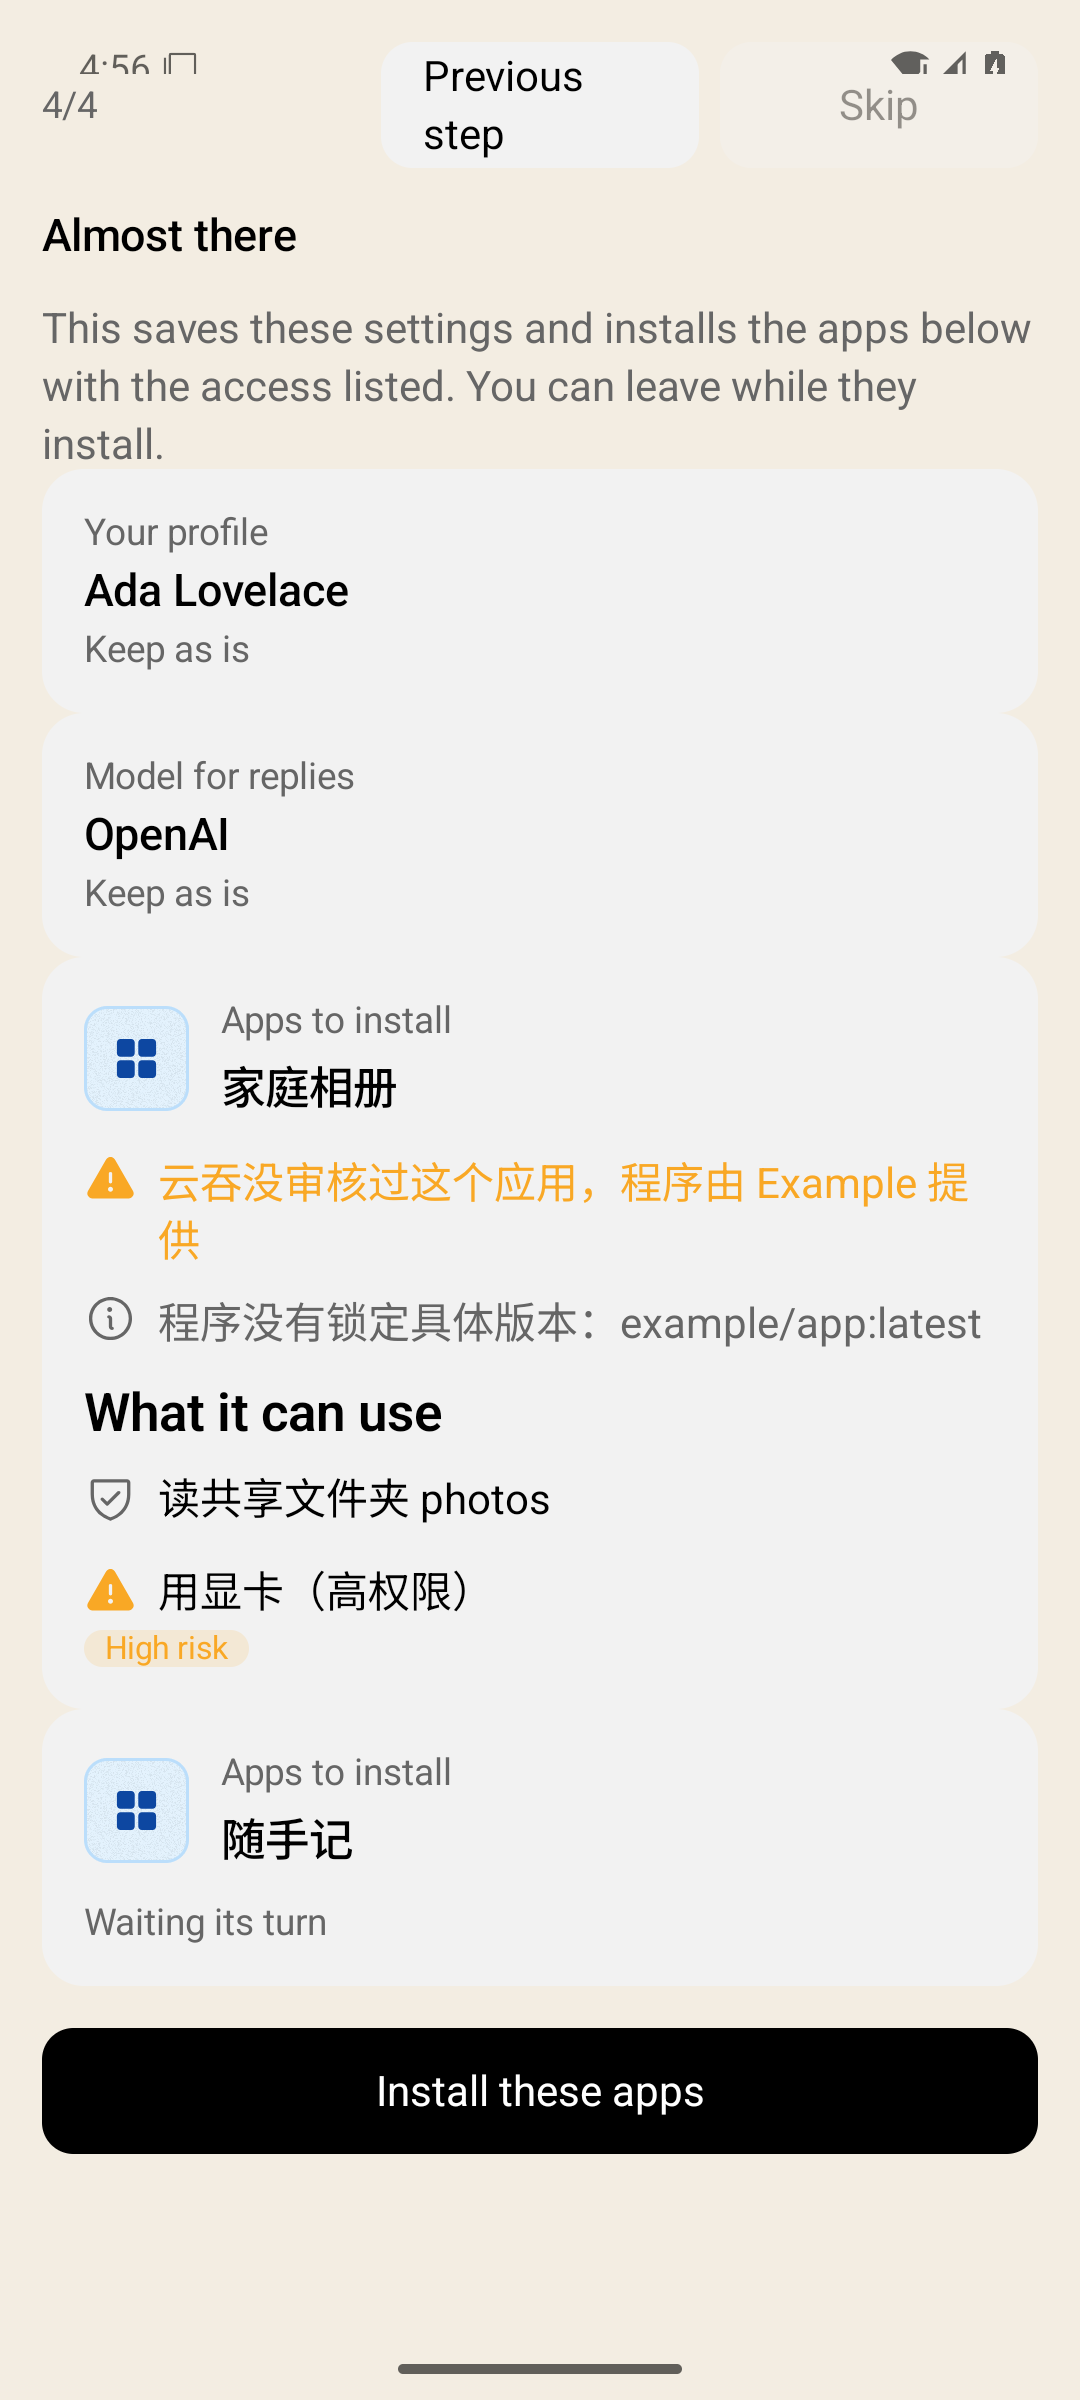 4:56
4/4
Previous
step
Skip
Almost there
This saves these settings and installs the apps below
with the access listed. You can leave while they
install.
Your profile
Ada Lovelace
Keep as is
Model for replies
OpenAI
Keep as is
Apps to install
家庭相册
云吞没审核过这个应用，程序由 Example 提
供
程序没有锁定具体版本：example/app:latest
What it can use
读共享文件夹 photos
用显卡（高权限）
High risk
Apps to install
随手记
Waiting its turn
Install these apps